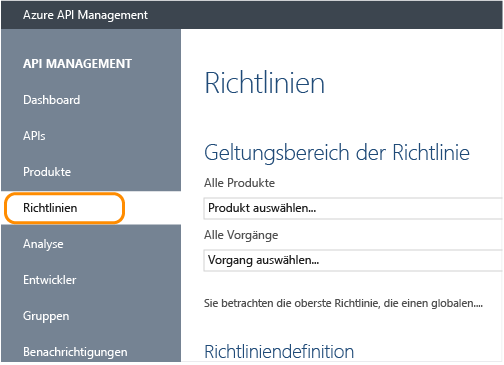 Azure API Management
API MANAGEMENT
Dashboard
APIs
Produkte
Richtlinien
Analyse
Entwickler
Gruppen
Benachrichtigungen
Richtlinien
Geltungsbereich der Richtlinie
Alle Produkte
Produkt auswählen...
Alle Vorgänge
Vorgang auswählen...
Sie betrachten die oberste Richtlinie, die einen globalen....
Richtliniendefinition